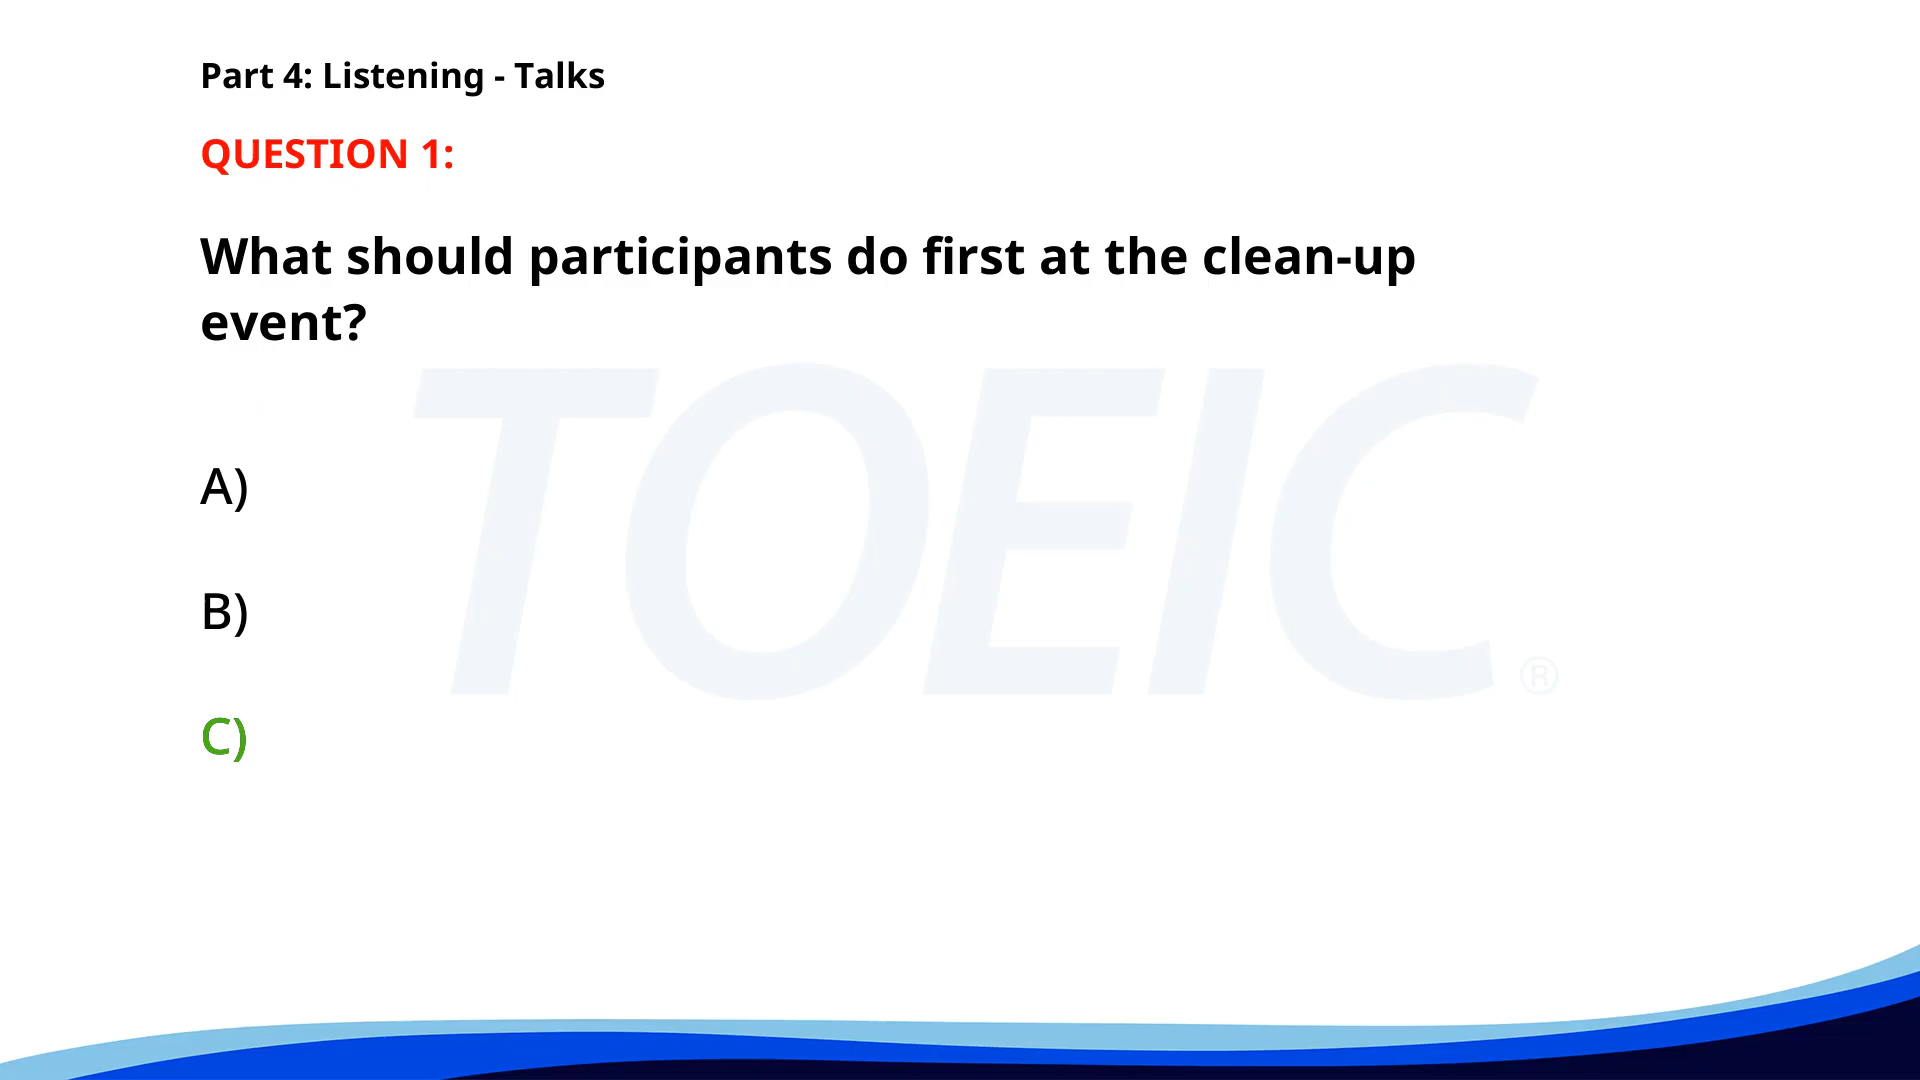 Part 4: Listening - Talks
QUESTION 1:
What should participants do first at the clean-up
event?
TOEIC®
A)
B)
C)